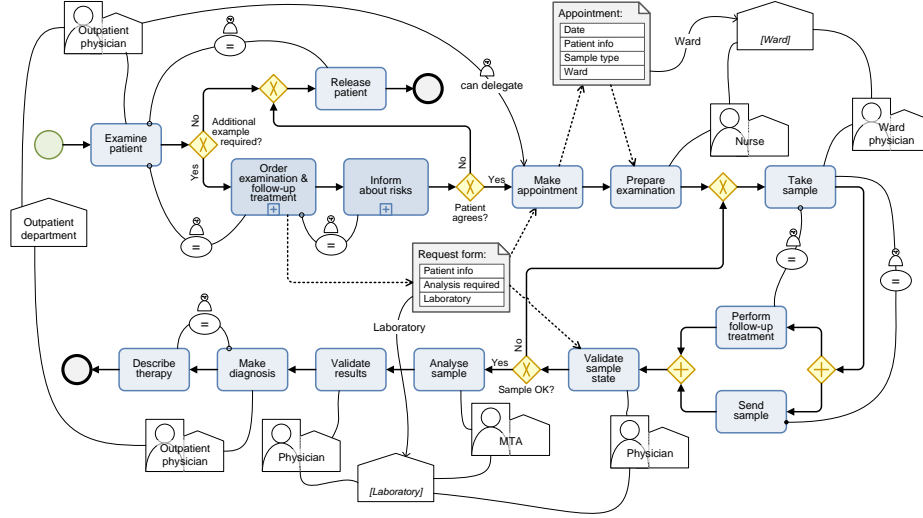 Outpatient
physician
=
Release
patient
can delegate
Appointment:
Date
Patient info
Sample type
Ward
Ward
[Ward]
Nurse
Ward
physician
Examine
patient
No
Additional
example
required?
Yes
X
X
Order
examination &
follow-up
treatment
Inform
about risks
No
X
Yes
Patient
agrees?
Make
appointment
Prepare
examination
X
Take
sample
Outpatient
department
=
=
=
=
Request form:
Patient info
Analysis required
Laboratory
Laboratory
=
Describe
therapy
Make
diagnosis
Validate
results
Analyse
sample
Yes
No
X
Sample OK?
Validate
sample
state
Perform
follow-up
treatment
Send
sample
Outpatient
physician
Physician
MTA
[Laboratory]
Physician